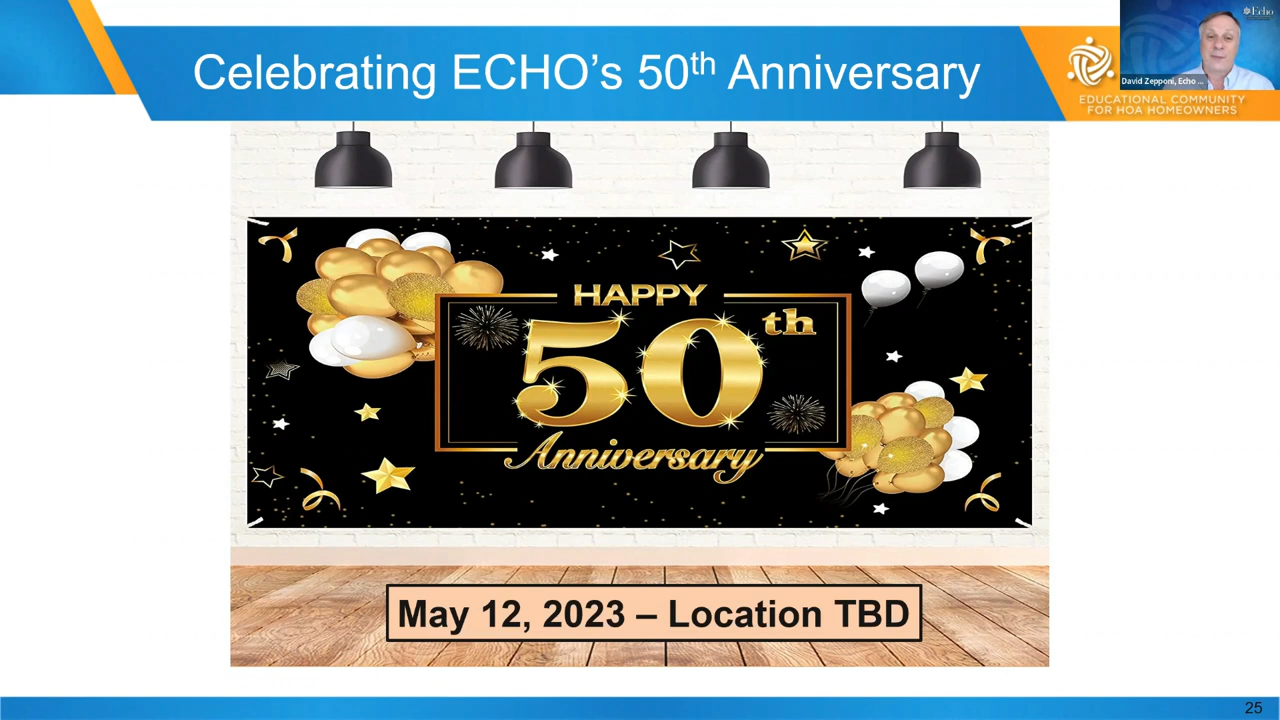 Celebrating ECHO’s 50th Anniversary
Echo
David Zepponi, Echo ...
EDUCATIONAL COMMUNITY
FOR HOA HOMEOWNERS
HAPPY
50th
Anniversary
May 12, 2023 – Location TBD
25